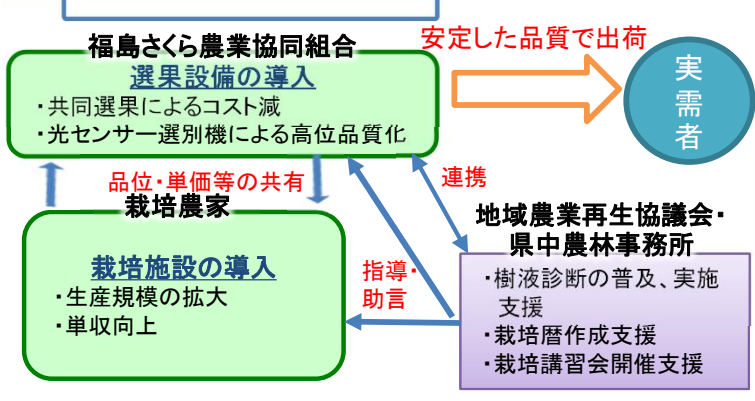 福島さくら農業協同組合
選果設備の導入
・共同選果によるコスト減
・光センサー選別機による高位品質化
安定した品質で出荷
実
需
者
品位・単価等の共有
連携
栽培農家
栽培施設の導入
・生産規模の拡大
・単収向上
指導・
助言
地域農業再生協議会・
県中農林事務所
・樹液診断の普及、実施
支援
・栽培暦作成支援
・栽培講習会開催支援